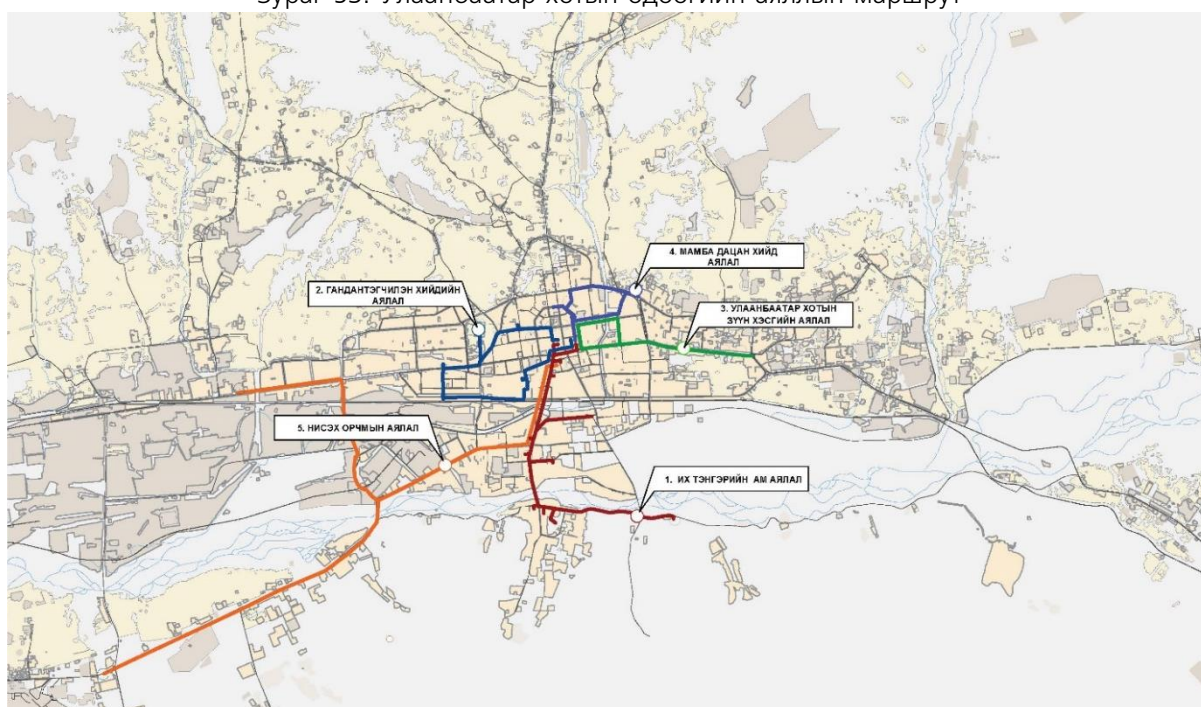 4. МАМБА ДАЦАН ХИЙД
АЯЛАЛ
2. ГАНДАНТЭГЧИЛЭН ХИЙДИЙН
АЯЛАЛ
3. УЛААНБААТАР ХОТЫН
ЗҮҮН ХЭСГИЙН АЯЛАЛ
5. НИСЭХ ОРЧМЫН АЯЛАЛ
1. ИХ ТЭНГЭРИЙН АМ АЯЛАЛ